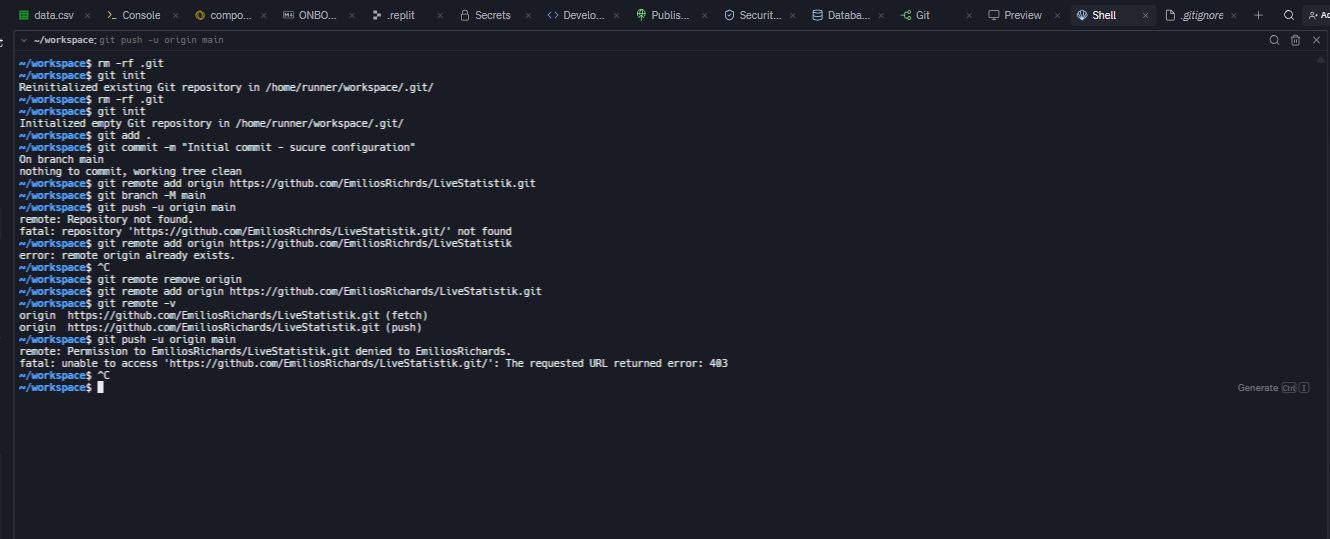 data.csv Console compo... ONBO... .replit Secrets Develo... Publis... Securit... Databa... Git Preview Shell .gitignore
~/workspace: git push -u origin main
~/workspace$ rm -rf .git
~/workspace$ git init
Reinitialized existing Git repository in /home/runner/workspace/.git/
~/workspace$ rm -rf .git
~/workspace$ git init
Initialized empty Git repository in /home/runner/workspace/.git/
~/workspace$ git add .
~/workspace$ git commit -m "Initial commit - sucure configuration"
On branch main
nothing to commit, working tree clean
~/workspace$ git remote add origin https://github.com/EmiliosRichrds/LiveStatistik.git
~/workspace$ git branch -M main
~/workspace$ git push -u origin main
remote: Repository not found.
fatal: repository 'https://github.com/EmiliosRichrds/LiveStatistik.git/' not found
~/workspace$ git remote add origin https://github.com/EmiliosRichrds/LiveStatistik
error: remote origin already exists.
~/workspace$ ^C
~/workspace$ git remote remove origin
~/workspace$ git remote add origin https://github.com/EmiliosRichards/LiveStatistik.git
~/workspace$ git remote -v
origin  https://github.com/EmiliosRichards/LiveStatistik.git (fetch)
origin  https://github.com/EmiliosRichards/LiveStatistik.git (push)
~/workspace$ git push -u origin main
remote: Permission to EmiliosRichards/LiveStatistik.git denied to EmiliosRichards.
fatal: unable to access 'https://github.com/EmiliosRichards/LiveStatistik.git/': The requested URL returned error: 403
~/workspace$ ^C
~/workspace$
Generate Ctrl I